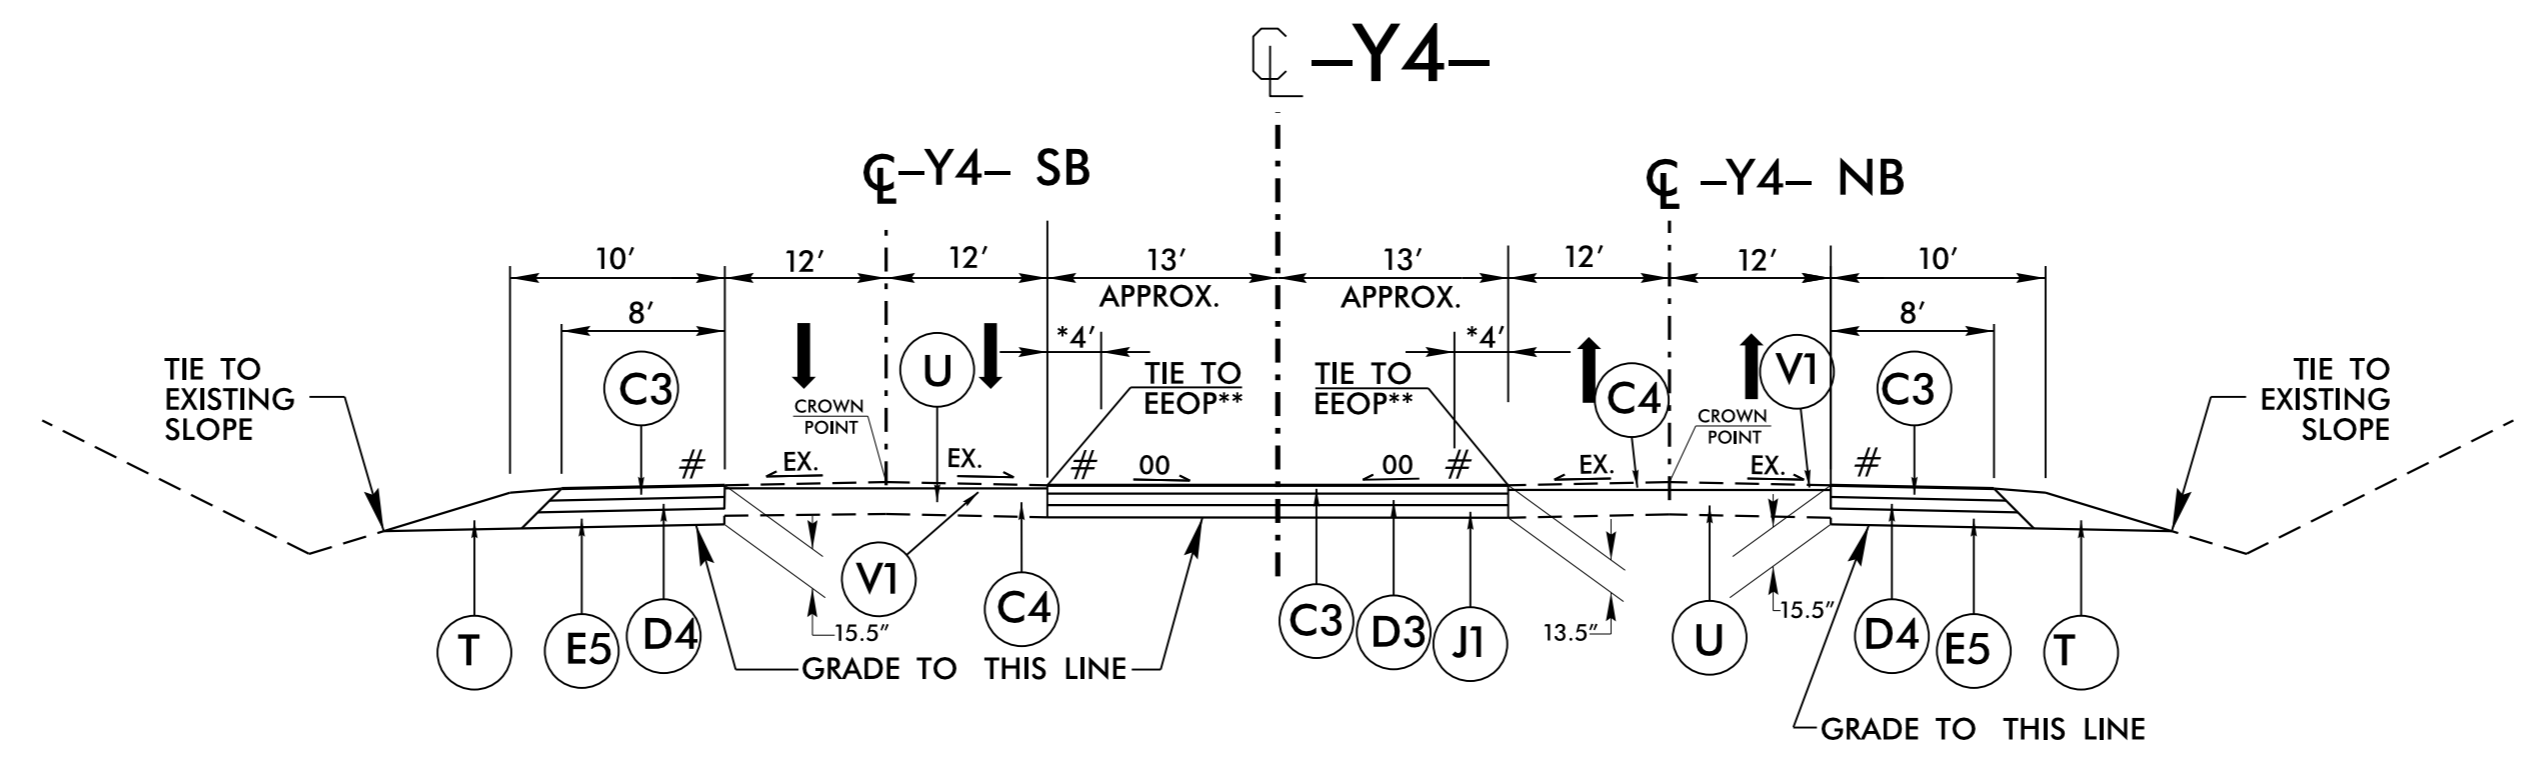 ℄ –Y4–
℄–Y4– SB
℄ –Y4– NB
10' 12' 12' 13' 13' 12' 12' 10'
APPROX. APPROX.
8' *4' *4' 8'
TIE TO
EXISTING
SLOPE
C3
U
TIE TO
EEOP**
TIE TO
EEOP**
C4
V1
C3
TIE TO
EXISTING
SLOPE
CROWN
POINT
CROWN
POINT
# EX. EX. # 00 00 # EX. EX. #
T
E5
D4
15.5"
V1
C4
C3
D3
J1
13.5"
U
15.5"
D4
E5
T
GRADE TO THIS LINE
GRADE TO THIS LINE